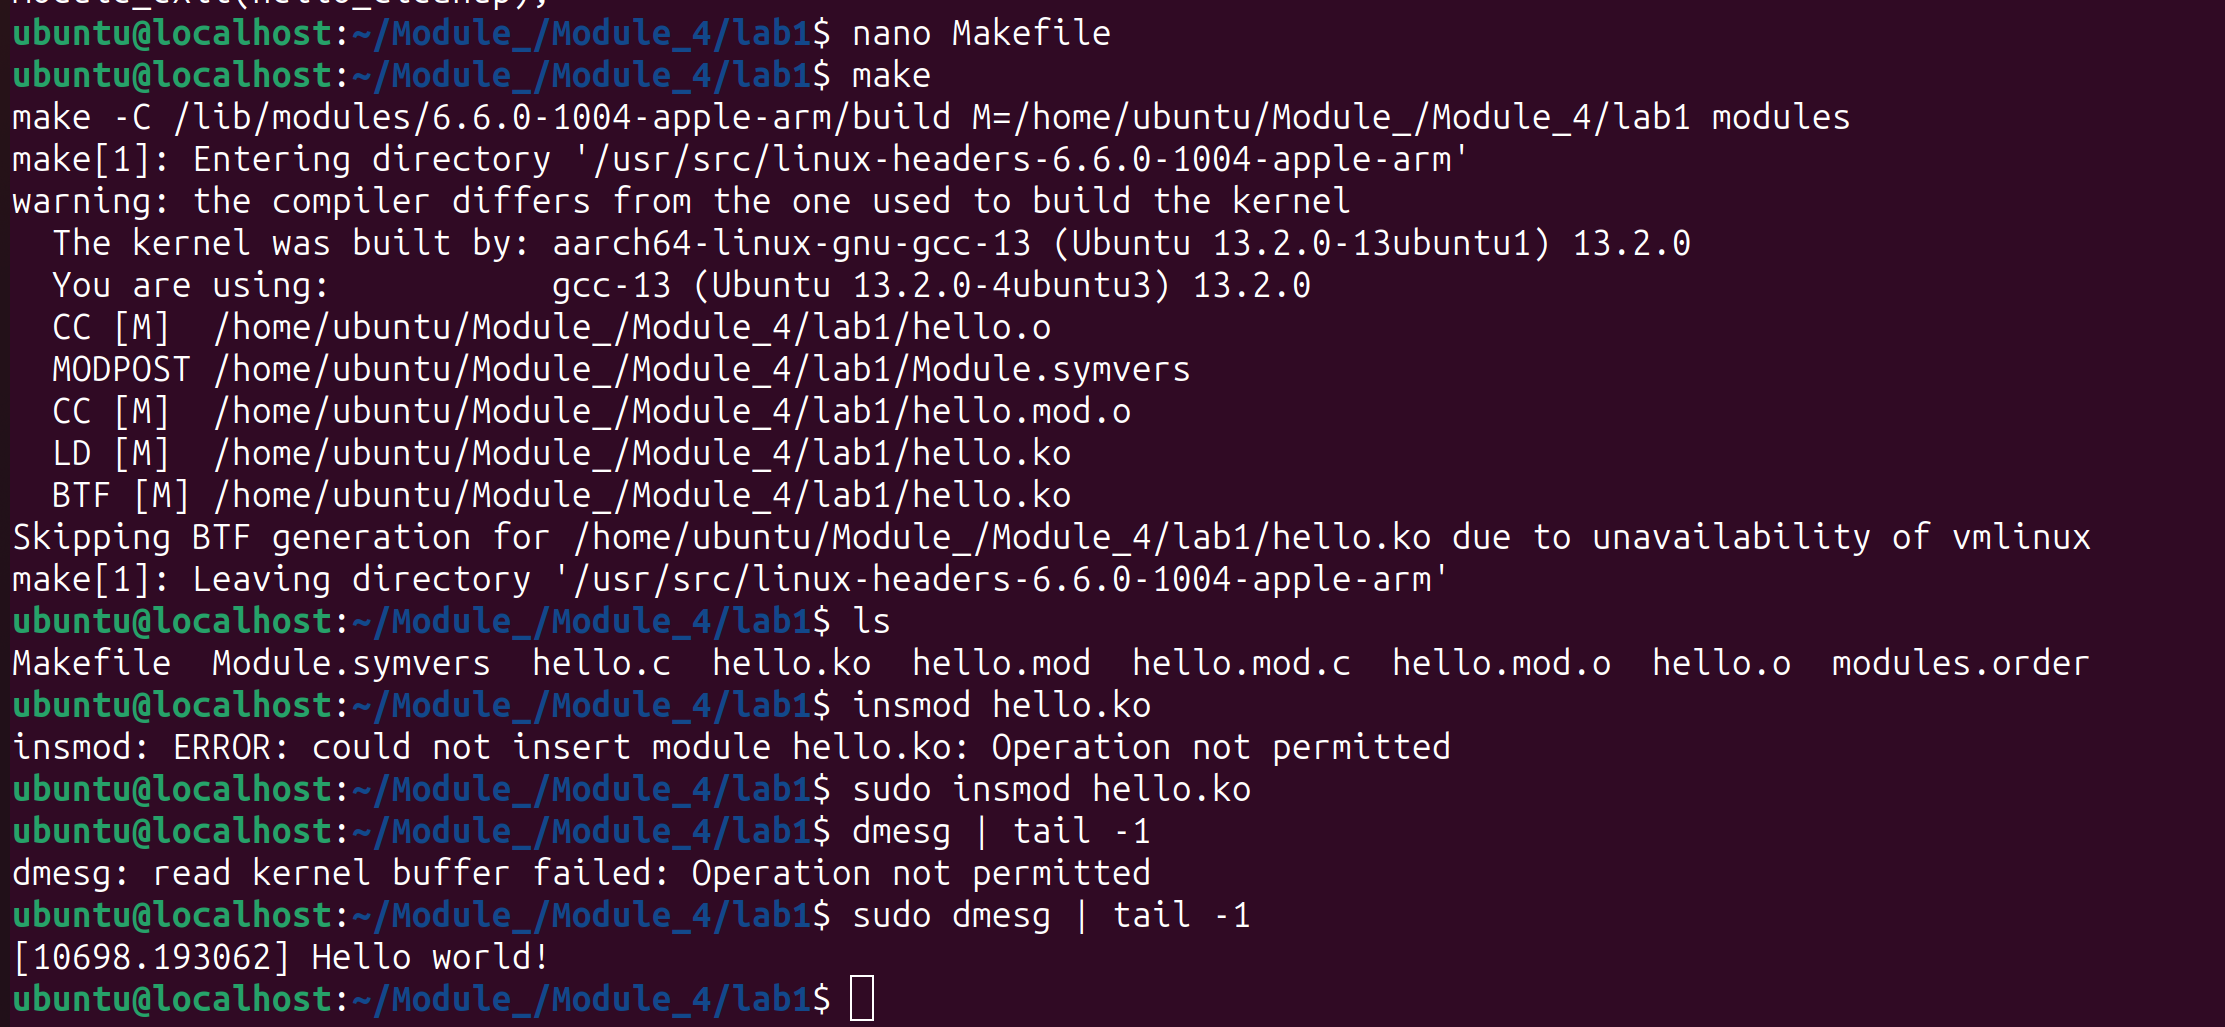 module_exit(hello_cleanup);
ubuntu@localhost:~/Module_/Module_4/lab1$ nano Makefile
ubuntu@localhost:~/Module_/Module_4/lab1$ make
make -C /lib/modules/6.6.0-1004-apple-arm/build M=/home/ubuntu/Module_/Module_4/lab1 modules
make[1]: Entering directory '/usr/src/linux-headers-6.6.0-1004-apple-arm'
warning: the compiler differs from the one used to build the kernel
  The kernel was built by: aarch64-linux-gnu-gcc-13 (Ubuntu 13.2.0-13ubuntu1) 13.2.0
  You are using:           gcc-13 (Ubuntu 13.2.0-4ubuntu3) 13.2.0
  CC [M]  /home/ubuntu/Module_/Module_4/lab1/hello.o
  MODPOST /home/ubuntu/Module_/Module_4/lab1/Module.symvers
  CC [M]  /home/ubuntu/Module_/Module_4/lab1/hello.mod.o
  LD [M]  /home/ubuntu/Module_/Module_4/lab1/hello.ko
  BTF [M] /home/ubuntu/Module_/Module_4/lab1/hello.ko
Skipping BTF generation for /home/ubuntu/Module_/Module_4/lab1/hello.ko due to unavailability of vmlinux
make[1]: Leaving directory '/usr/src/linux-headers-6.6.0-1004-apple-arm'
ubuntu@localhost:~/Module_/Module_4/lab1$ ls
Makefile  Module.symvers  hello.c  hello.ko  hello.mod  hello.mod.c  hello.mod.o  hello.o  modules.order
ubuntu@localhost:~/Module_/Module_4/lab1$ insmod hello.ko
insmod: ERROR: could not insert module hello.ko: Operation not permitted
ubuntu@localhost:~/Module_/Module_4/lab1$ sudo insmod hello.ko
ubuntu@localhost:~/Module_/Module_4/lab1$ dmesg | tail -1
dmesg: read kernel buffer failed: Operation not permitted
ubuntu@localhost:~/Module_/Module_4/lab1$ sudo dmesg | tail -1
[10698.193062] Hello world!
ubuntu@localhost:~/Module_/Module_4/lab1$